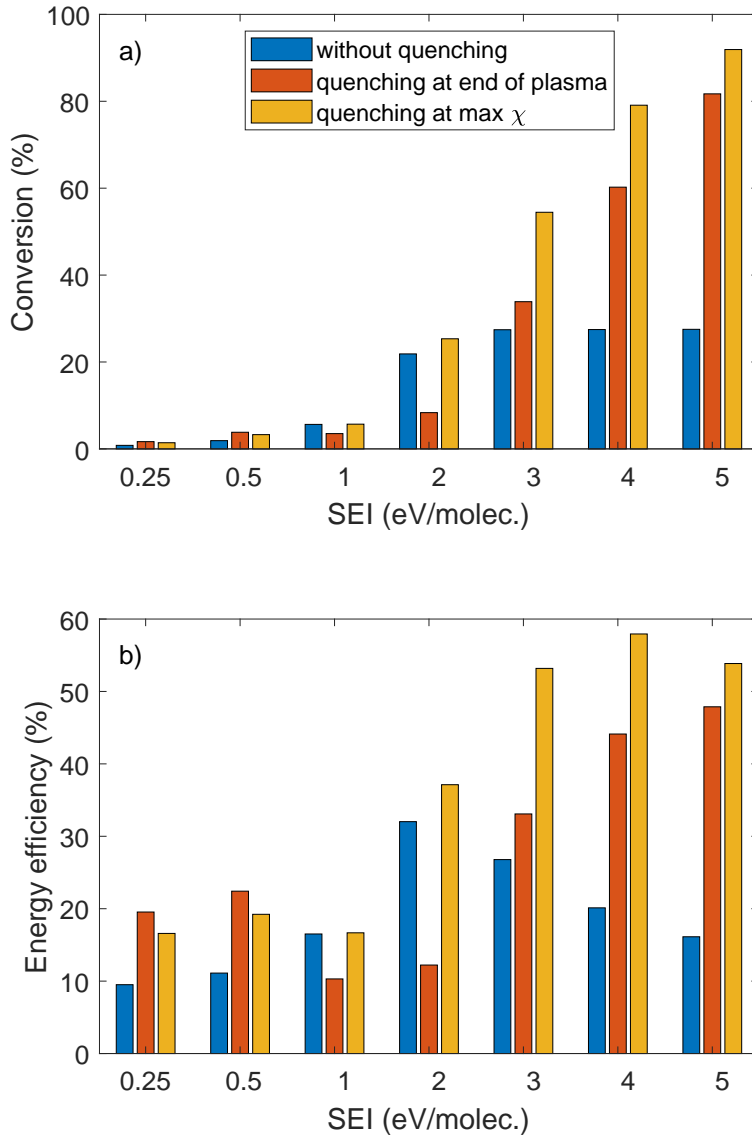 100
80
60
40
20
0
Conversion (%)
a)
without quenching
quenching at end of plasma
quenching at max χ
0.25 0.5 1 2 3 4 5
SEI (eV/molec.)
60
50
40
30
20
10
0
Energy efficiency (%)
b)
0.25 0.5 1 2 3 4 5
SEI (eV/molec.)